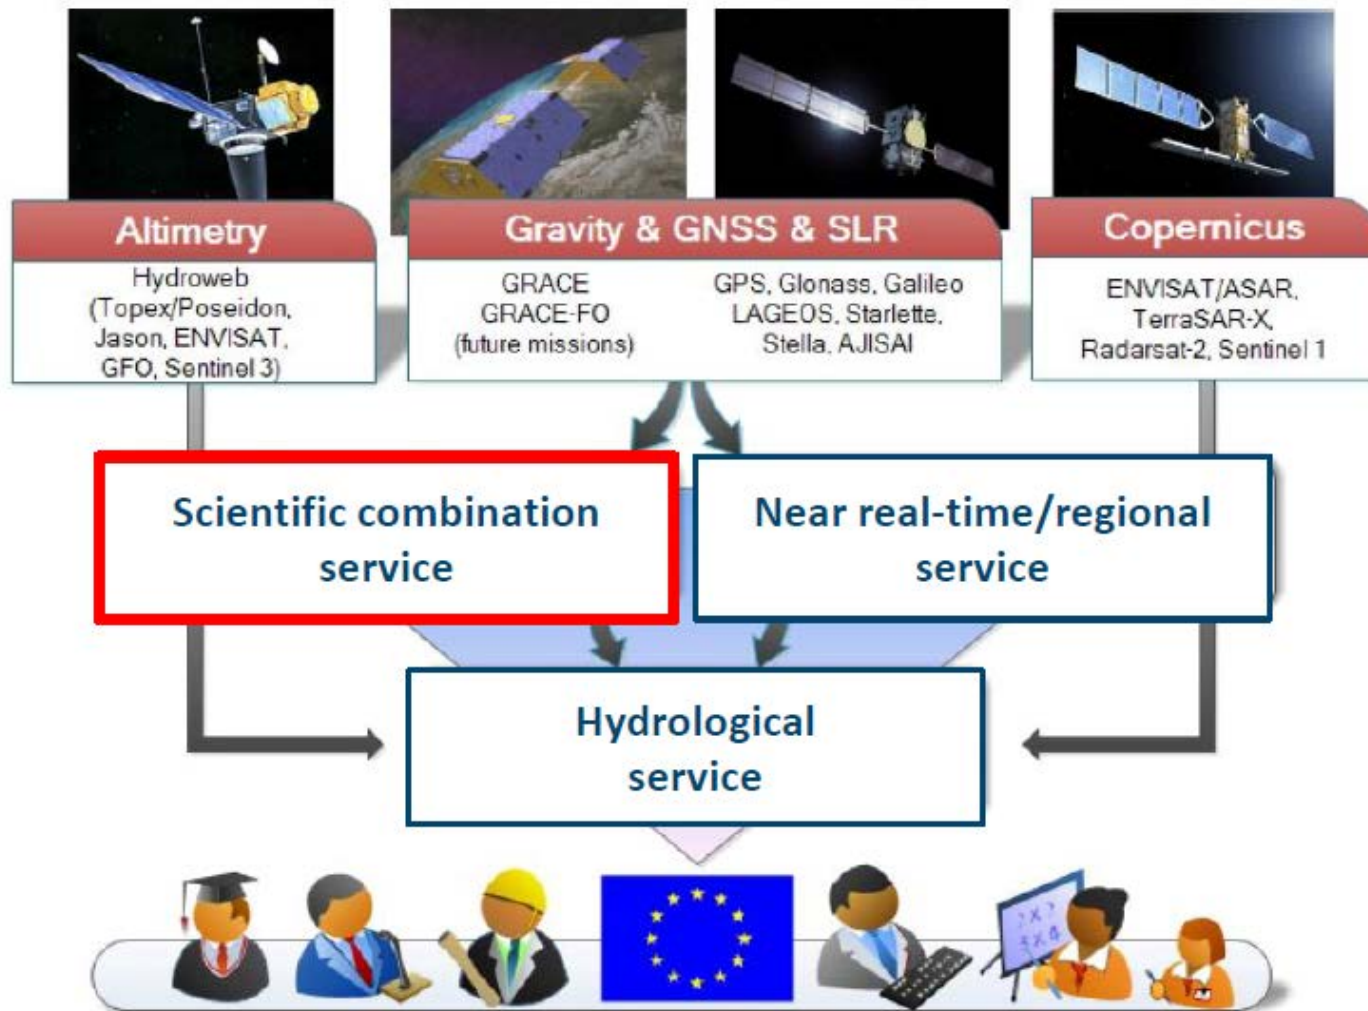 Altimetry
Hydroweb
(Topex/Poseidon,
Jason, ENVISAT,
GFO, Sentinel 3)
Gravity & GNSS & SLR
GRACE
GRACE-FO
(future missions)
GPS, Glonass, Galileo
LAGEOS, Starlette,
Stella, AJISAI
Copernicus
ENVISAT/ASAR,
TerraSAR-X,
Radarsat-2, Sentinel 1
Scientific combination
service
Near real-time/regional
service
Hydrological
service